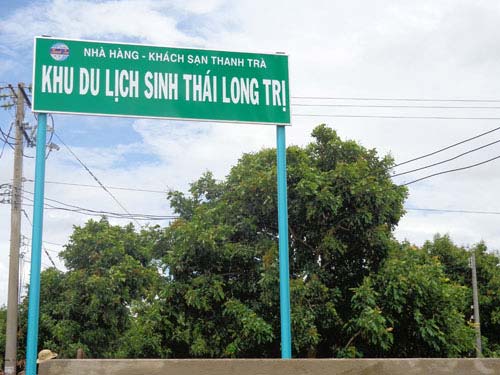 NHÀ HÀNG - KHÁCH SẠN THANH TRÀ
KHU DU LỊCH SINH THÁI LONG TRỊ